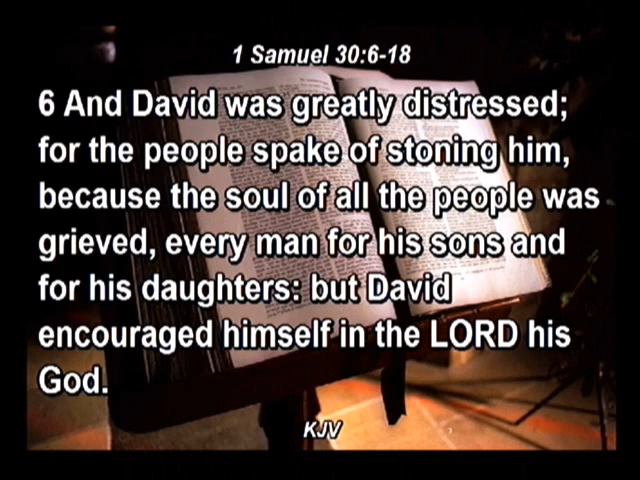 1 Samuel 30:6-18
6 And David was greatly distressed;
for the people spake of stoning him,
because the soul of all the people was
grieved, every man for his sons and
for his daughters: but David
encouraged himself in the LORD his
God.
KJV